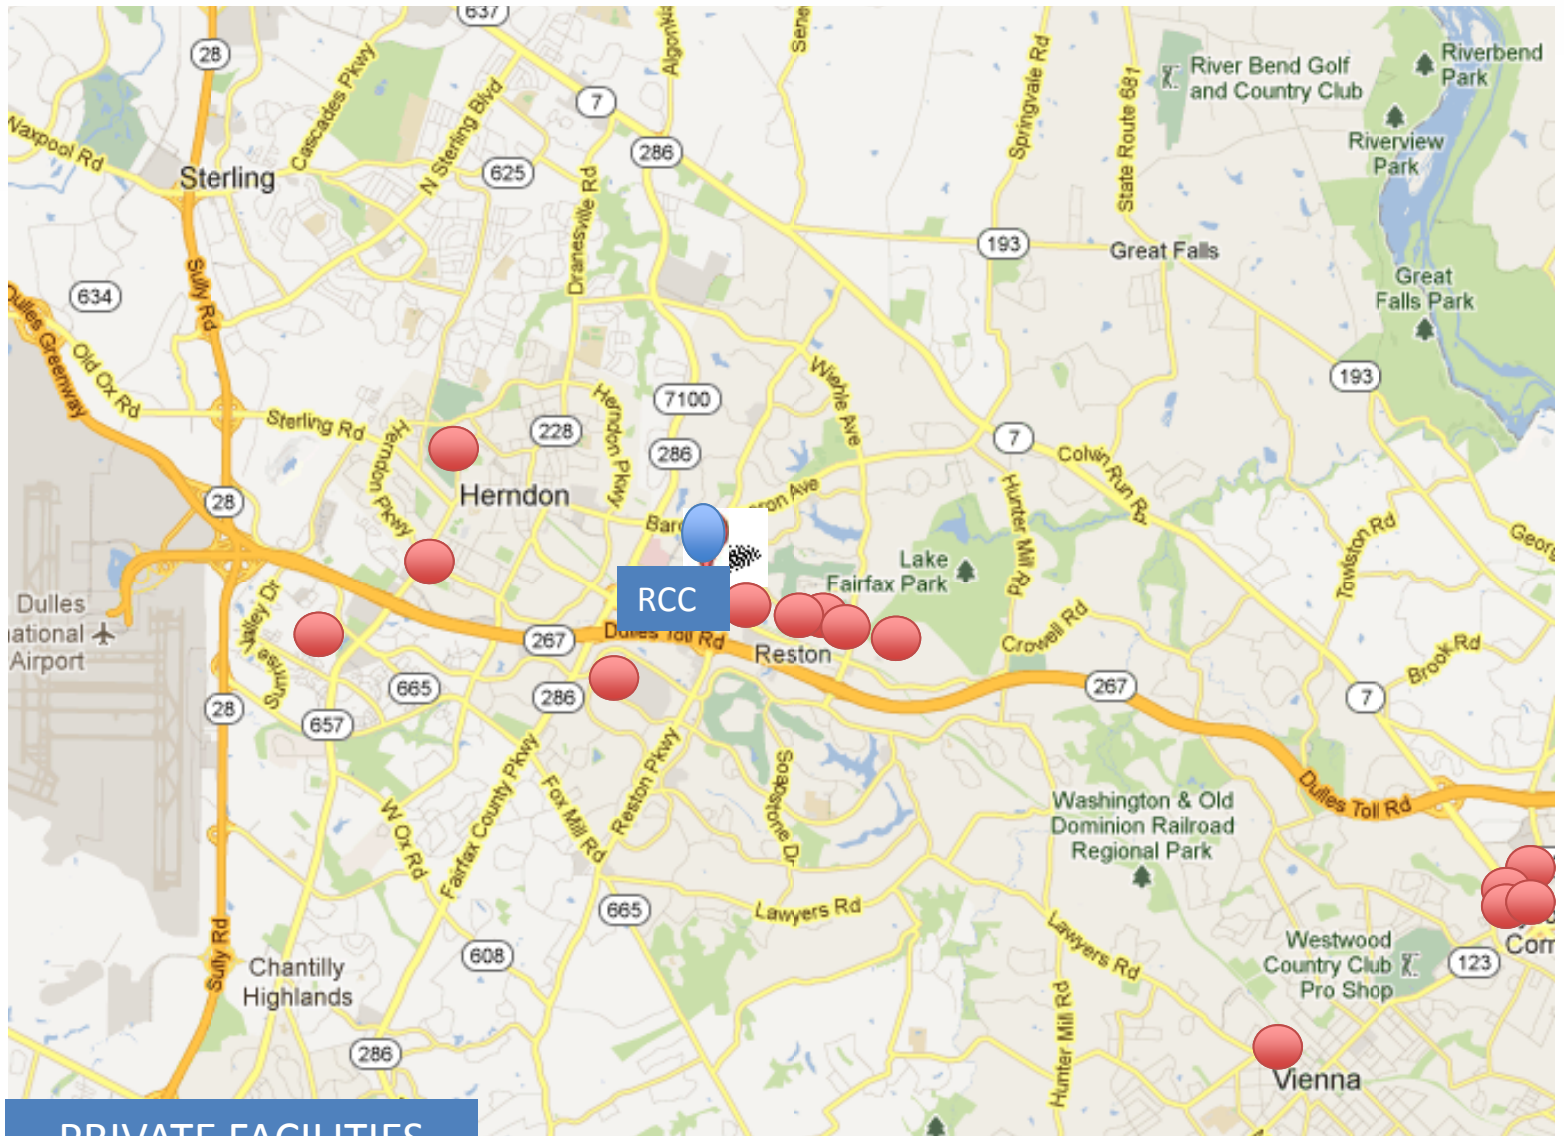 637
28
Cascades Pkwy
N Sterling Blvd
7
286
Springvale Rd
State Route 681
River Bend Golf
and Country Club
Riverbend
Park
Riverview
Park
Waxpool Rd
Sterling
625
Dranesville Rd
193
Great Falls
Great
Falls Park
634
Sully Rd
Dulles Greenway
Old Ox Rd
Sterling Rd
Herndon Pkwy
228
Herndon Pkwy
7100
286
Wiehle Ave
193
7
Colvin Run Rd
28
Herndon
Hunter Mill Rd
Towlston Rd
Lake
Fairfax Park
RCC
Dulles
Airport
267
Dulles Toll Rd
Reston
Crowell Rd
Brook Rd
665
286
267
7
28
657
Fairfax County Pkwy
Fox Mill Rd
Reston Pkwy
Soapstone Dr
W Ox Rd
Washington & Old
Dominion Railroad
Regional Park
Dulles Toll Rd
665
Lawyers Rd
608
Lawyers Rd
Westwood
Country Club
Pro Shop
123
Sully Rd
Chantilly
Highlands
Hunter Mill Rd
286
Vienna
PRIVATE FACILITIES